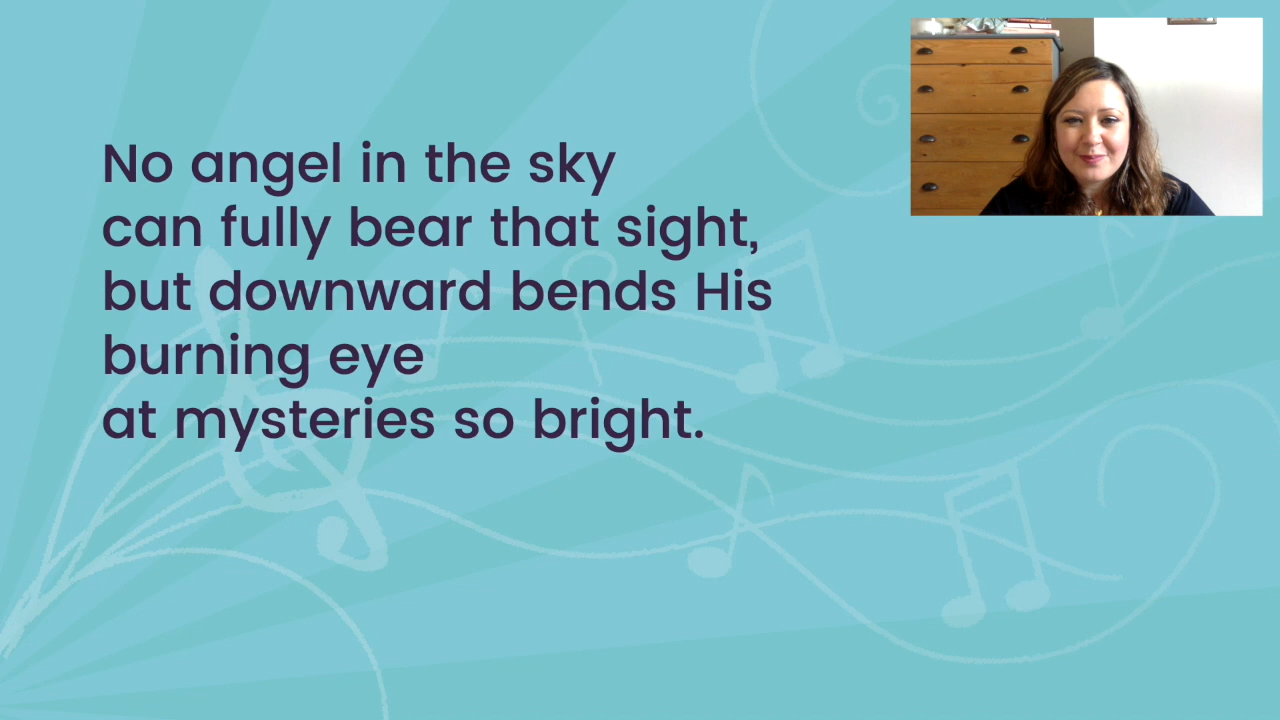 No angel in the sky
can fully bear that sight,
but downward bends His
burning eye
at mysteries so bright.